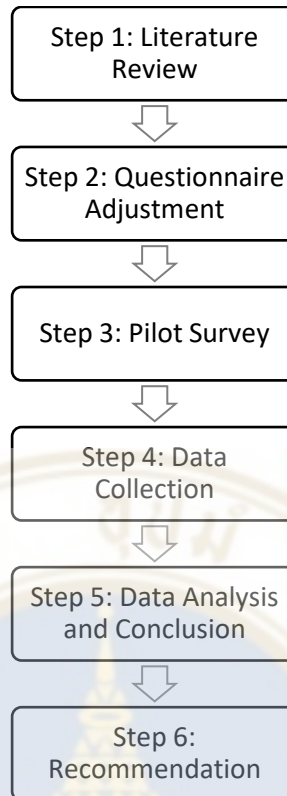 Step 1: Literature
Review
Step 2: Questionnaire
Adjustment
Step 3: Pilot Survey
Step 4: Data
Collection
Step 5: Data Analysis
and Conclusion
Step 6:
Recommendation